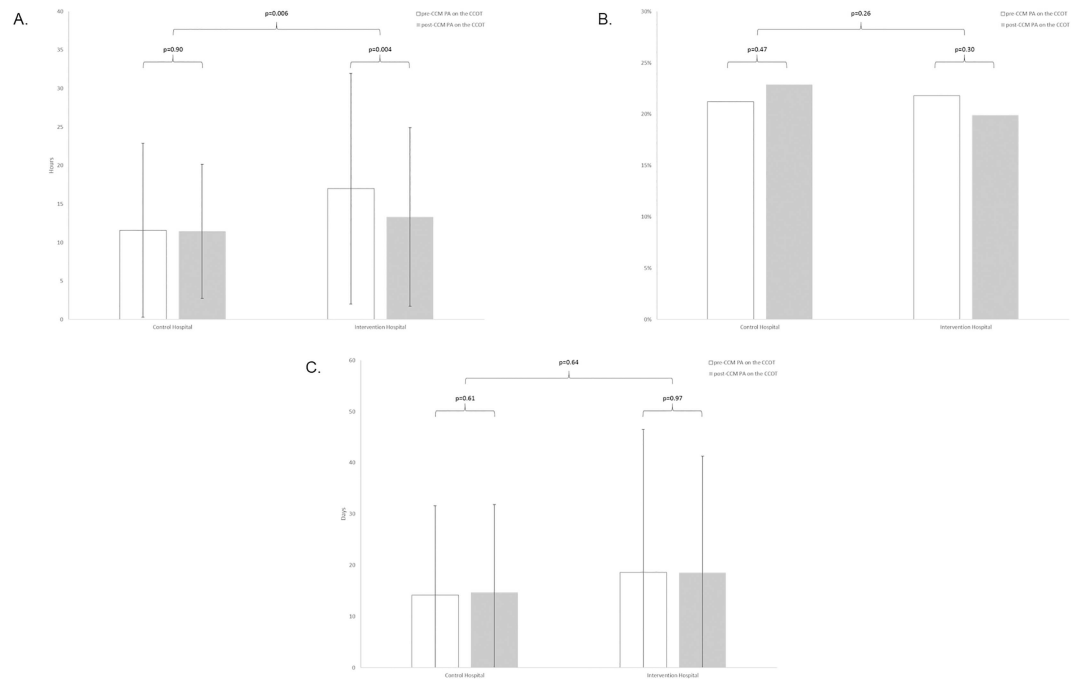 A.
40
35
30
25
20
15
10
5
0
Hours
p=0.006
p=0.90
p=0.004
pre-CCM PA on the CCOT
post-CCM PA on the CCOT
Control Hospital
Intervention Hospital
B.
30%
25%
20%
15%
10%
5%
0%
p=0.26
p=0.47
p=0.30
pre-CCM PA on the CCOT
post-CCM PA on the CCOT
Control Hospital
Intervention Hospital
C.
60
50
40
30
20
10
0
Days
p=0.64
p=0.61
p=0.97
pre-CCM PA on the CCOT
post-CCM PA on the CCOT
Control Hospital
Intervention Hospital